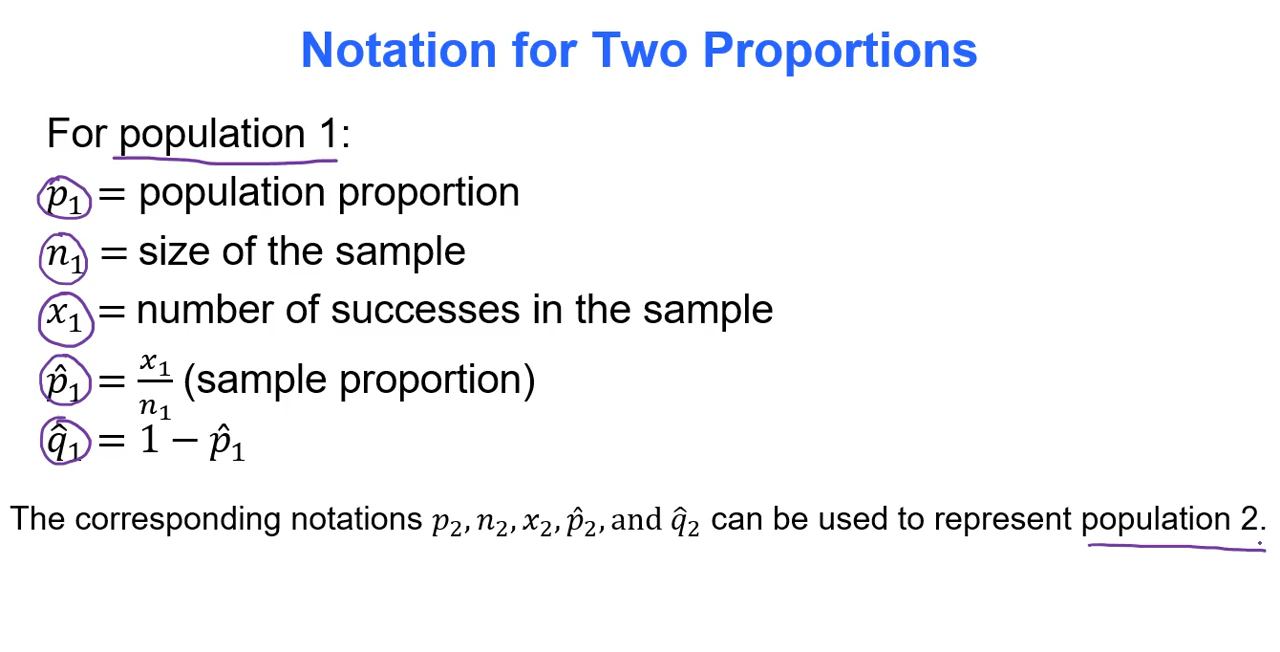 Notation for Two Proportions
For population 1:
p₁ = population proportion
n₁ = size of the sample
x₁ = number of successes in the sample
p̂₁ = x₁/n₁ (sample proportion)
q̂₁ = 1 − p̂₁
The corresponding notations p₂, n₂, x₂, p̂₂, and q̂₂ can be used to represent population 2.